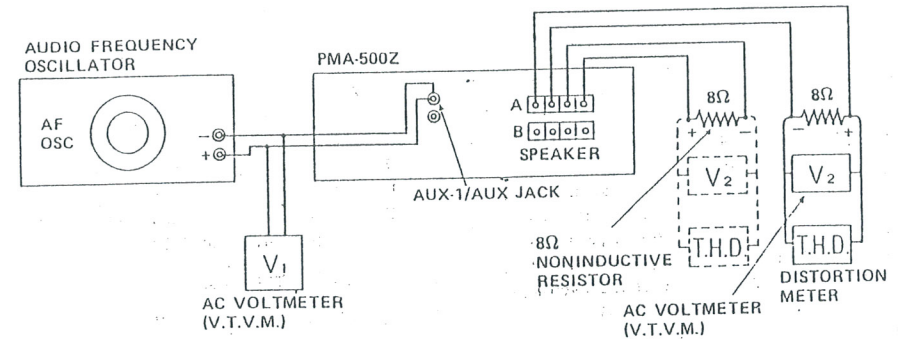 AUDIO FREQUENCY
OSCILLATOR
AF
OSC
−
+
PMA-500Z
A
B
SPEAKER
AUX-1/AUX JACK
V1
AC VOLTMETER
(V.T.V.M.)
8Ω
+ −
V2
T.H.D.
8Ω
− +
V2
T.H.D.
8Ω
NONINDUCTIVE
RESISTOR
AC VOLTMETER
(V.T.V.M.)
DISTORTION
METER